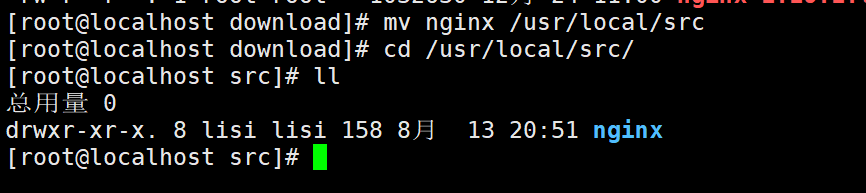 [root@localhost download]# mv nginx /usr/local/src
[root@localhost download]# cd /usr/local/src/
[root@localhost src]# ll
总用量 0
drwxr-xr-x. 8 lisi lisi 158 8月  13 20:51 nginx
[root@localhost src]#